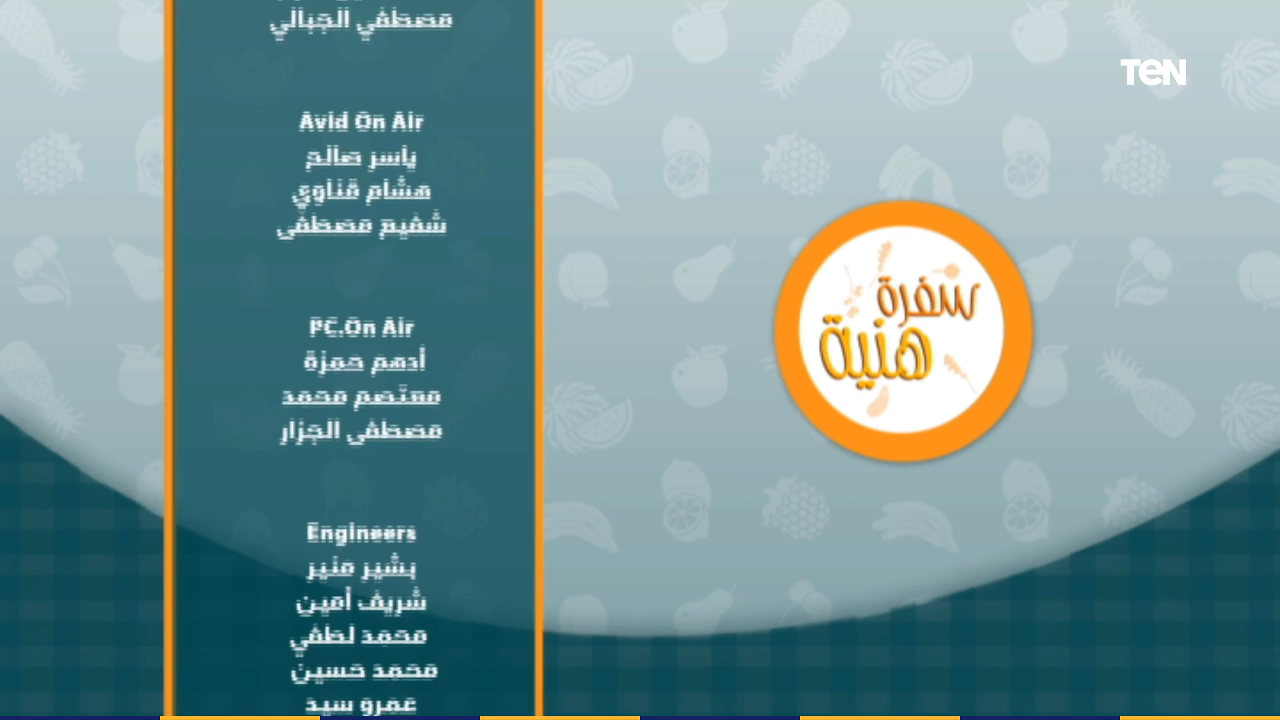 مصطفي الجبالي
Avid On Air
ياسر صالح
هشام قناوي
شفيع مصطفى
PC.On Air
أدهم حمزة
معتصم محمد
مصطفى الجزار
Engineers
بشير منير
شريف أمين
محمد لطفي
محمد حسين
عمرو سيد
TeN
سفرة
هنية